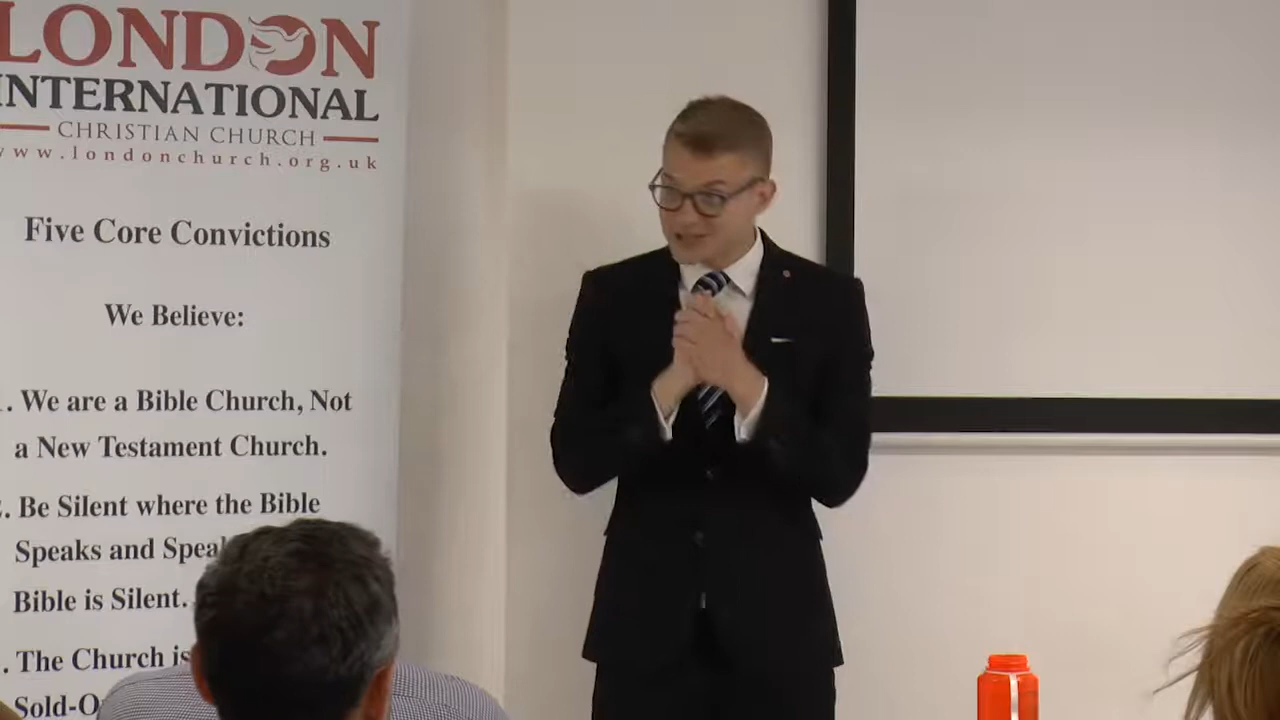 LONDON
INTERNATIONAL
CHRISTIAN CHURCH
www.londonchurch.org.uk
Five Core Convictions
We Believe:
. We are a Bible Church, Not
a New Testament Church.
. Be Silent where the Bible
Speaks and
Bible is Silent.
. The Church is